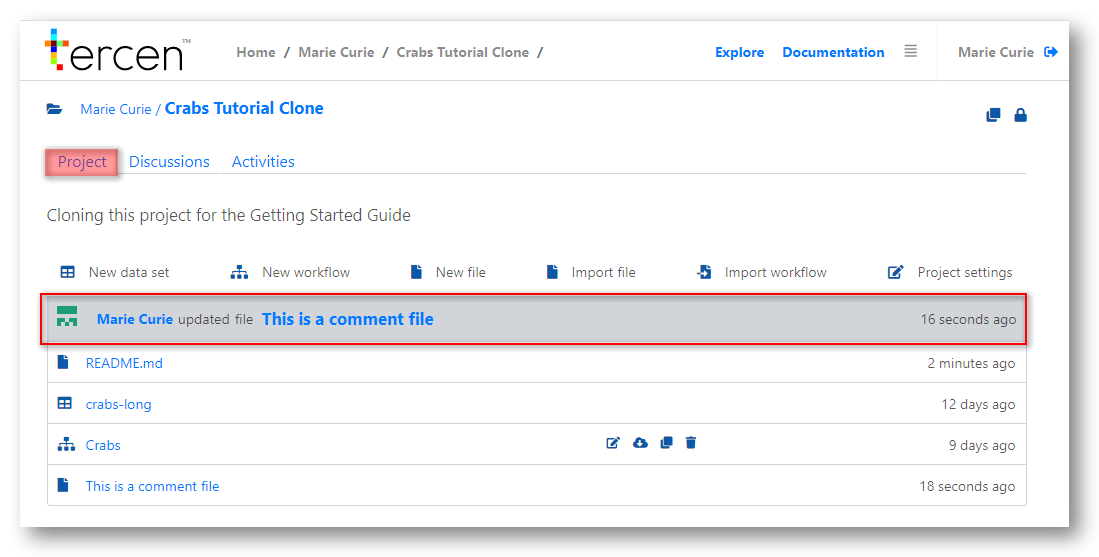 tercen™ Home / Marie Curie / Crabs Tutorial Clone / Explore Documentation Marie Curie
Marie Curie / Crabs Tutorial Clone
Project Discussions Activities
Cloning this project for the Getting Started Guide
New data set New workflow New file Import file Import workflow Project settings
Marie Curie updated file This is a comment file 16 seconds ago
README.md 2 minutes ago
crabs-long 12 days ago
Crabs 9 days ago
This is a comment file 18 seconds ago